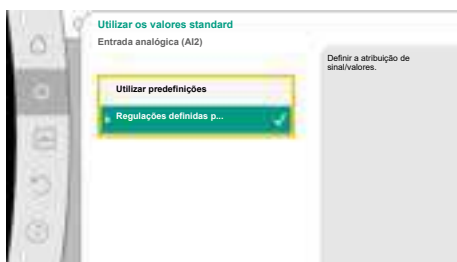 Utilizar os valores standard
Entrada analógica (AI2)
Definir a atribuição de
sinal/valores.
Utilizar predefinições
Regulações definidas p...